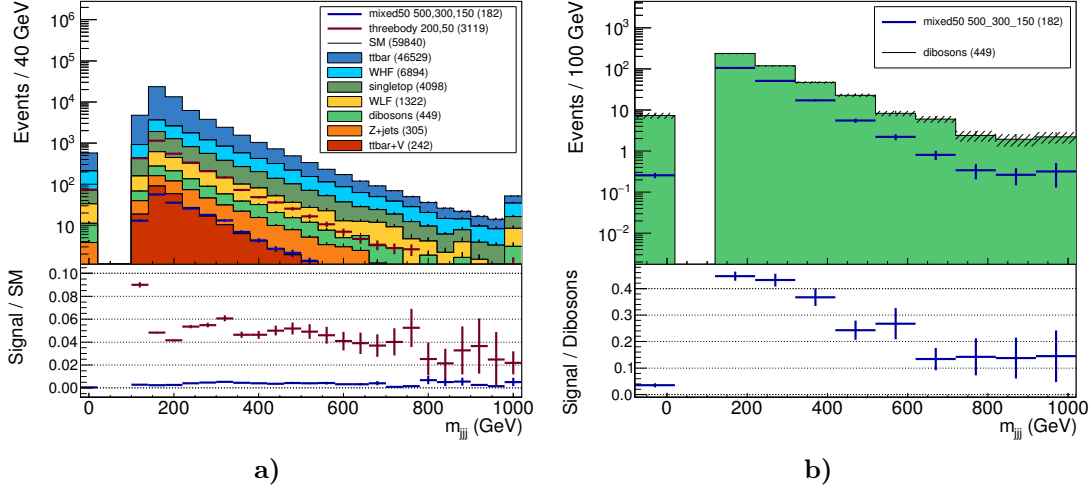 Events / 40 GeV
10^6
10^5
10^4
10^3
10^2
10
mixed50 500,300,150 (182)
threebody 200,50 (3119)
SM (59840)
ttbar (46529)
WHF (6894)
singletop (4098)
WLF (1322)
dibosons (449)
Z+jets (305)
ttbar+V (242)
Signal / SM
0.10
0.08
0.06
0.04
0.02
0.00
0 200 400 600 800 1000
m_jjj (GeV)
a)
Events / 100 GeV
10^4
10^3
10^2
10
1
10^−1
10^−2
mixed50 500_300_150 (182)
dibosons (449)
Signal / Dibosons
0.4
0.3
0.2
0.1
0.0
0 200 400 600 800 1000
m_jjj (GeV)
b)